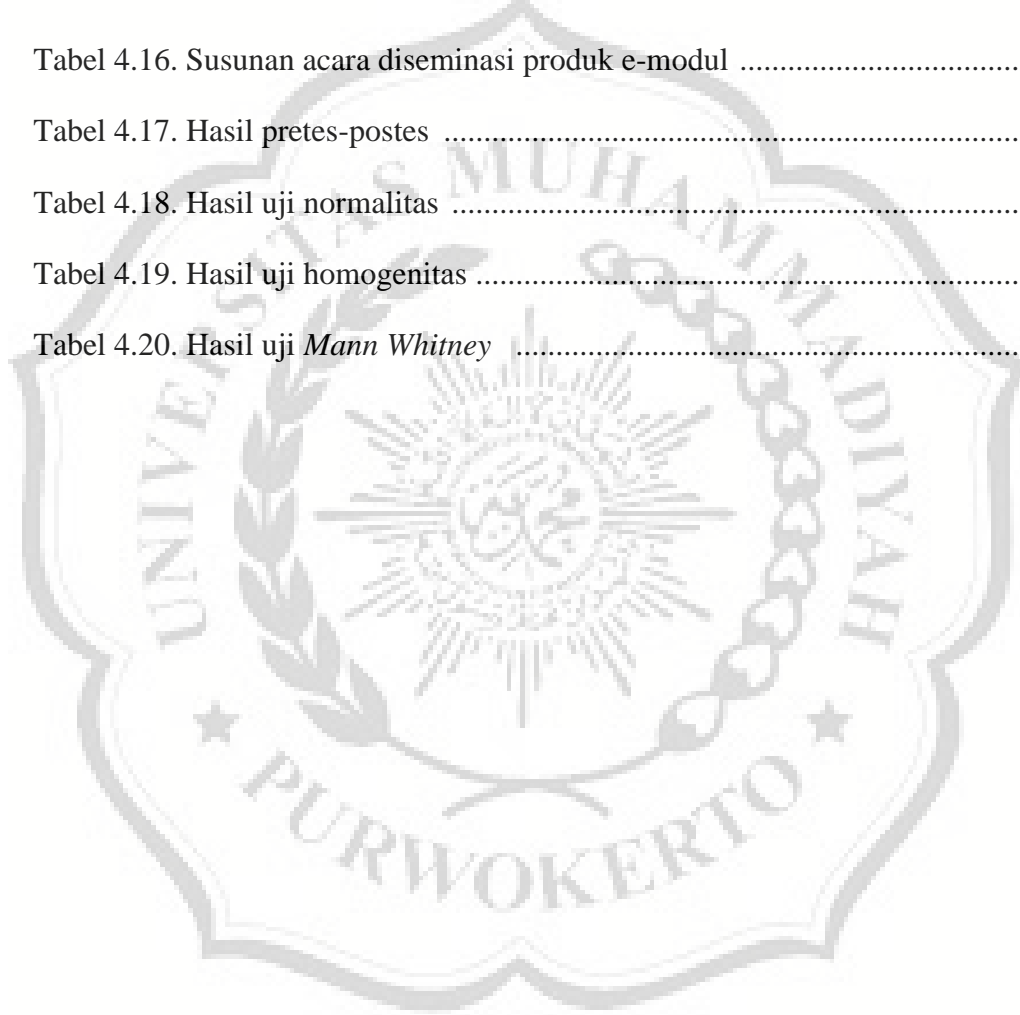 Tabel 4.16. Susunan acara diseminasi produk e-modul ..................................
Tabel 4.17. Hasil pretes-postes ......................................................................
Tabel 4.18. Hasil uji normalitas .....................................................................
Tabel 4.19. Hasil uji homogenitas ..................................................................
Tabel 4.20. Hasil uji Mann Whitney .............................................................
UNIVERSITAS MUHAMMADIYAH
PURWOKERTO